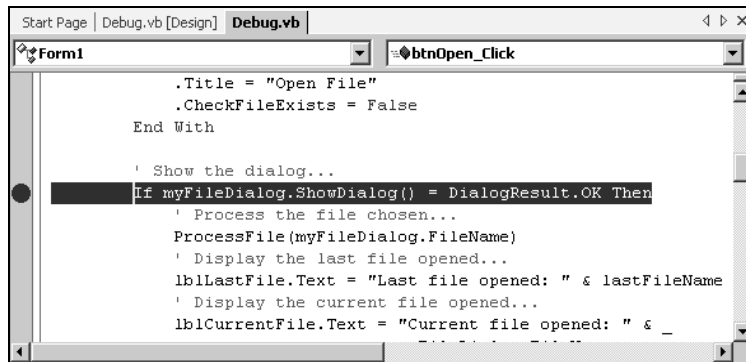 Start Page Debug.vb [Design] Debug.vb
Form1 btnOpen_Click
.Title = "Open File"
.CheckFileExists = False
End With
' Show the dialog...
If myFileDialog.ShowDialog() = DialogResult.OK Then
' Process the file chosen...
ProcessFile(myFileDialog.FileName)
' Display the last file opened...
lblLastFile.Text = "Last file opened: " & lastFileName
' Display the current file opened...
lblCurrentFile.Text = "Current file opened: " & _